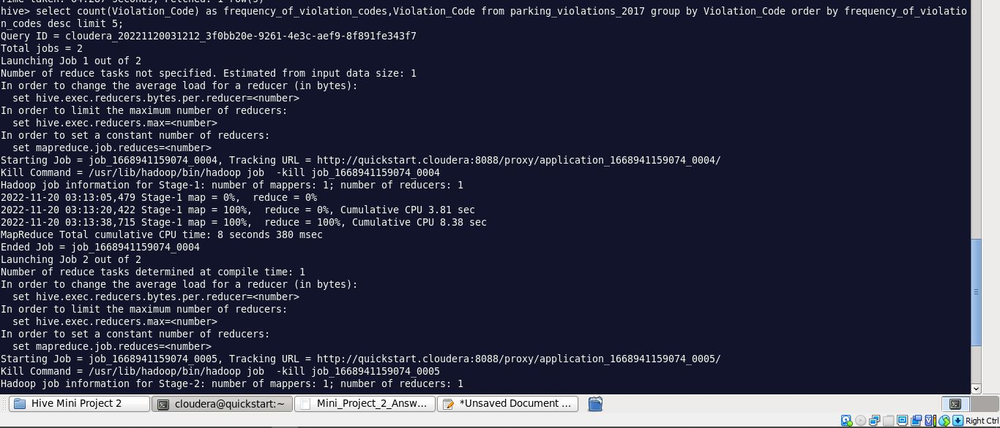 Time taken: 64.287 seconds, Fetched: 1 row(s)
hive> select count(Violation_Code) as frequency_of_violation_codes,Violation_Code from parking_violations_2017 group by Violation_Code order by frequency_of_violatio
n_codes desc limit 5;
Query ID = cloudera_20221120031212_3f0bb20e-9261-4e3c-aef9-8f891fe343f7
Total jobs = 2
Launching Job 1 out of 2
Number of reduce tasks not specified. Estimated from input data size: 1
In order to change the average load for a reducer (in bytes):
  set hive.exec.reducers.bytes.per.reducer=<number>
In order to limit the maximum number of reducers:
  set hive.exec.reducers.max=<number>
In order to set a constant number of reducers:
  set mapreduce.job.reduces=<number>
Starting Job = job_1668941159074_0004, Tracking URL = http://quickstart.cloudera:8088/proxy/application_1668941159074_0004/
Kill Command = /usr/lib/hadoop/bin/hadoop job  -kill job_1668941159074_0004
Hadoop job information for Stage-1: number of mappers: 1; number of reducers: 1
2022-11-20 03:13:05,479 Stage-1 map = 0%,  reduce = 0%
2022-11-20 03:13:20,422 Stage-1 map = 100%,  reduce = 0%, Cumulative CPU 3.81 sec
2022-11-20 03:13:38,715 Stage-1 map = 100%,  reduce = 100%, Cumulative CPU 8.38 sec
MapReduce Total cumulative CPU time: 8 seconds 380 msec
Ended Job = job_1668941159074_0004
Launching Job 2 out of 2
Number of reduce tasks determined at compile time: 1
In order to change the average load for a reducer (in bytes):
  set hive.exec.reducers.bytes.per.reducer=<number>
In order to limit the maximum number of reducers:
  set hive.exec.reducers.max=<number>
In order to set a constant number of reducers:
  set mapreduce.job.reduces=<number>
Starting Job = job_1668941159074_0005, Tracking URL = http://quickstart.cloudera:8088/proxy/application_1668941159074_0005/
Kill Command = /usr/lib/hadoop/bin/hadoop job  -kill job_1668941159074_0005
Hadoop job information for Stage-2: number of mappers: 1; number of reducers: 1
Hive Mini Project 2
cloudera@quickstart:~
Mini_Project_2_Answ...
*Unsaved Document ...
Right Ctrl